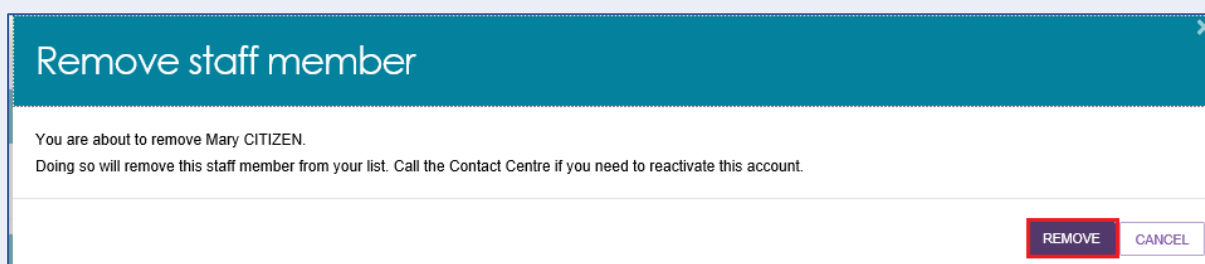 Remove staff member
You are about to remove Mary CITIZEN.
Doing so will remove this staff member from your list. Call the Contact Centre if you need to reactivate this account.
REMOVE CANCEL